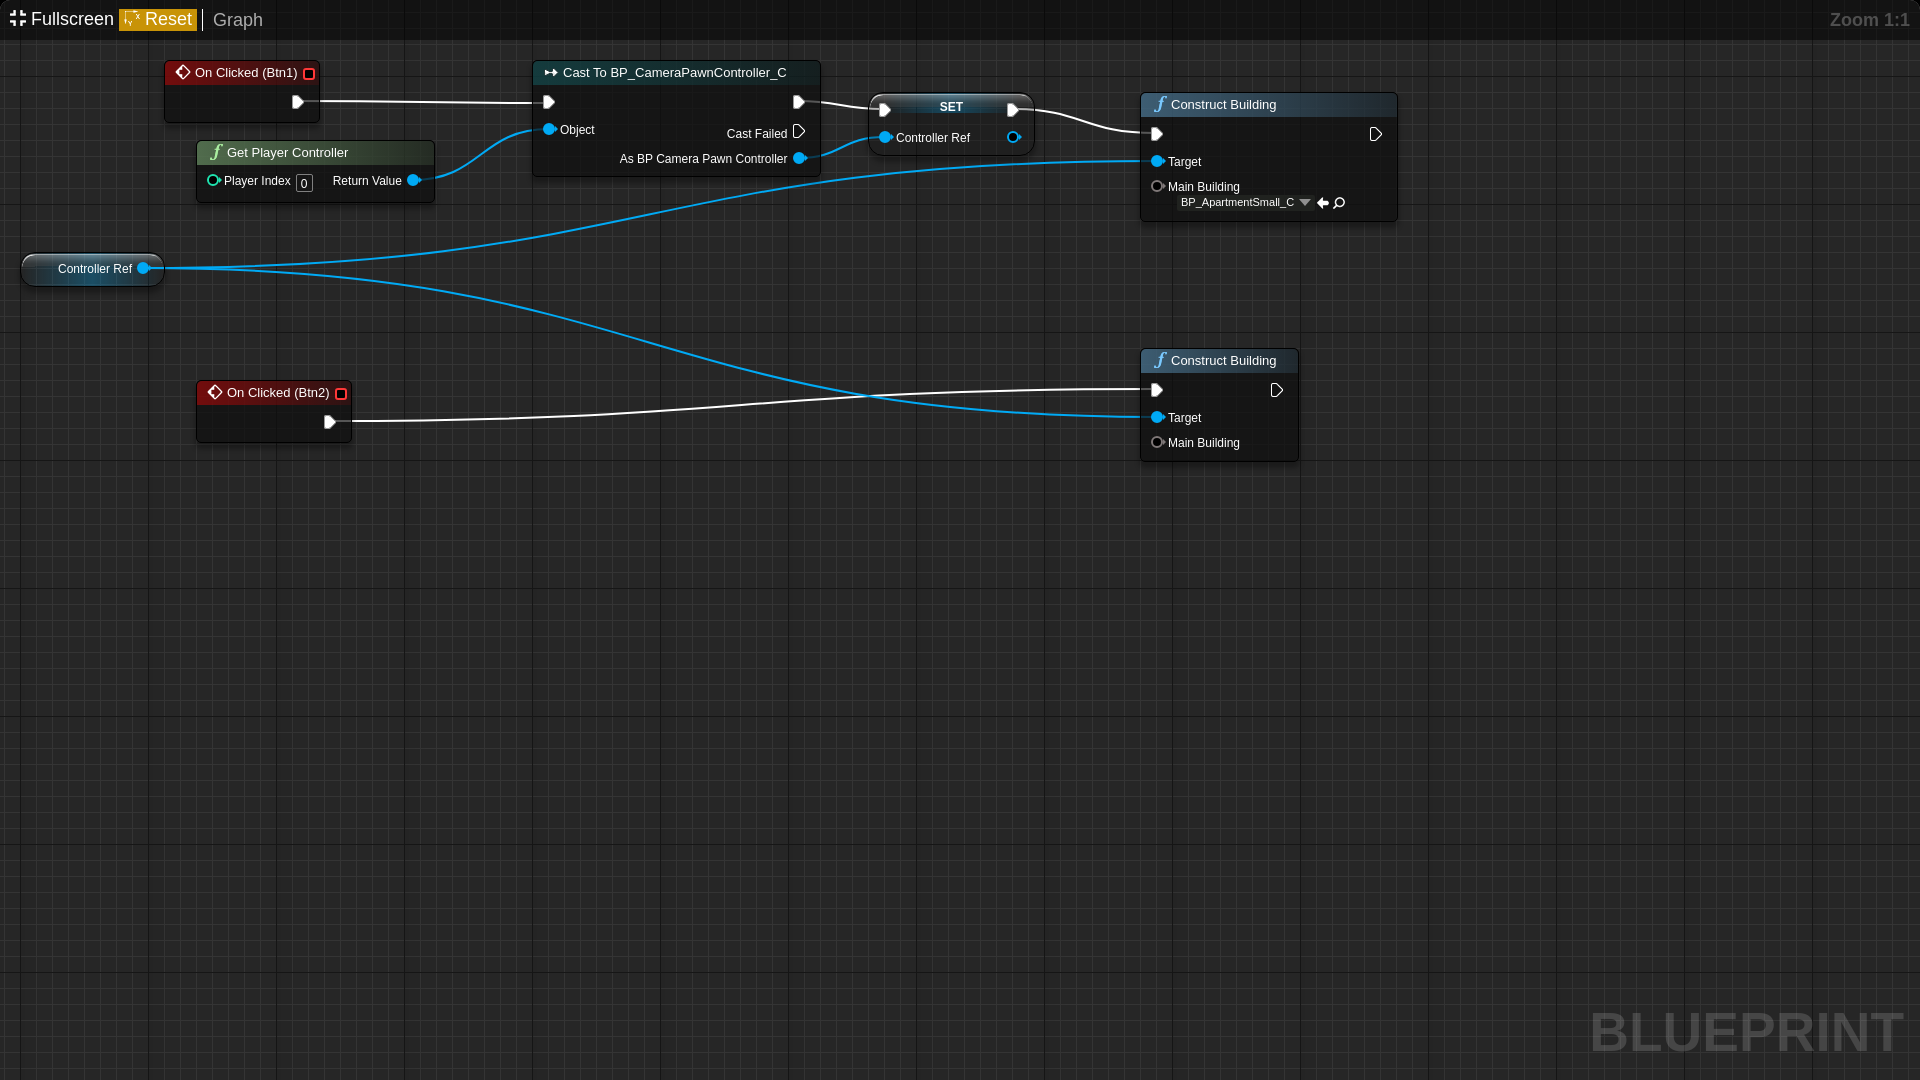 Fullscreen Reset Graph Zoom 1:1
On Clicked (Btn1)
Cast To BP_CameraPawnController_C
Object
Cast Failed
As BP Camera Pawn Controller
SET
Controller Ref
Construct Building
Target
Main Building
BP_ApartmentSmall_C
Get Player Controller
Player Index 0 Return Value
Controller Ref
On Clicked (Btn2)
Construct Building
Target
Main Building
BLUEPRINT